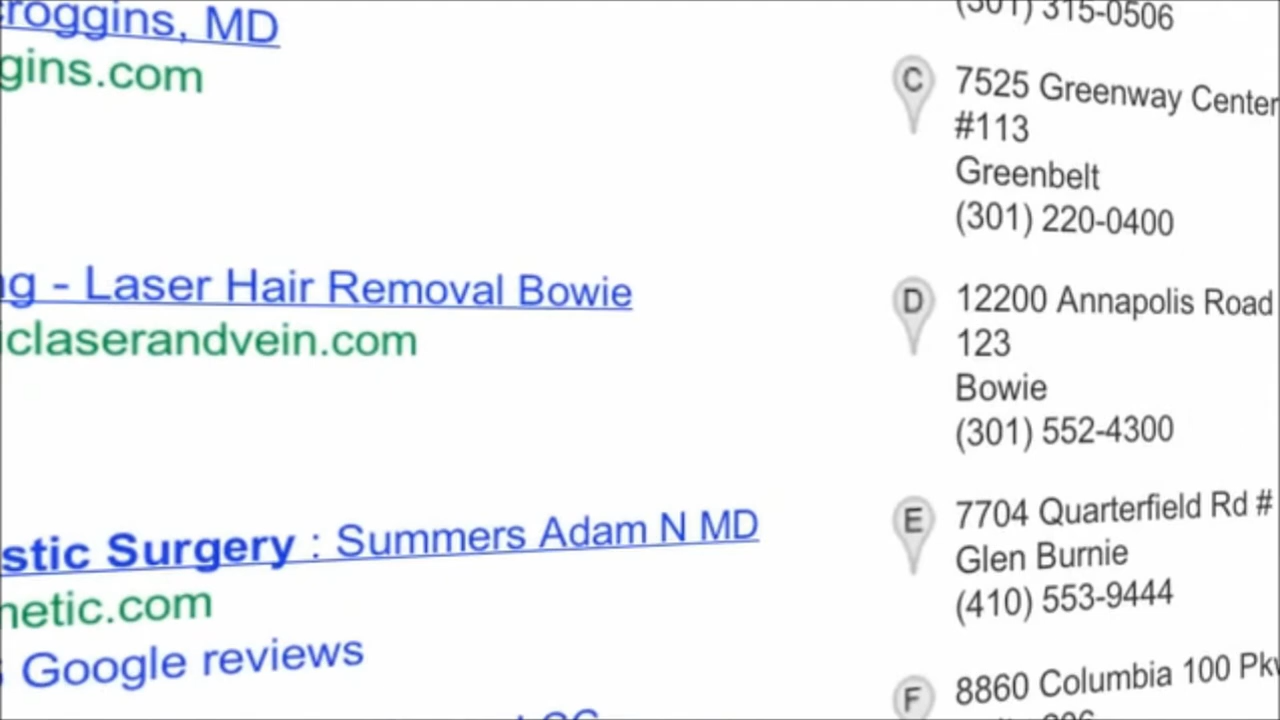 roggins, MD
gins.com
ng - Laser Hair Removal Bowie
iclaserandvein.com
stic Surgery : Summers Adam N MD
netic.com
Google reviews
(301) 315-0506
C
7525 Greenway Center
#113
Greenbelt
(301) 220-0400
D
12200 Annapolis Road
123
Bowie
(301) 552-4300
E
7704 Quarterfield Rd #
Glen Burnie
(410) 553-9444
F
8860 Columbia 100 Pkw